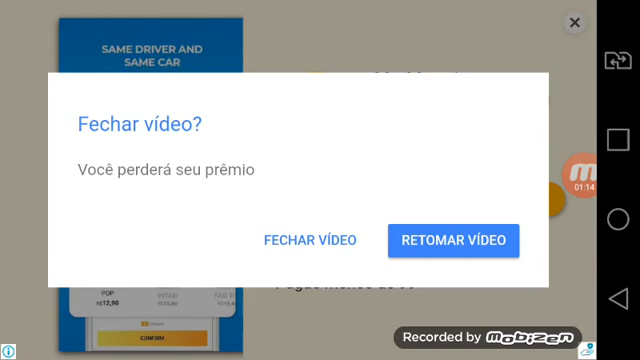 SAME DRIVER AND
SAME CAR
Fechar vídeo?
Você perderá seu prêmio
FECHAR VÍDEO
RETOMAR VÍDEO
01:14
POP
R$12,90
CONFIRM
Recorded by MOBIZEN